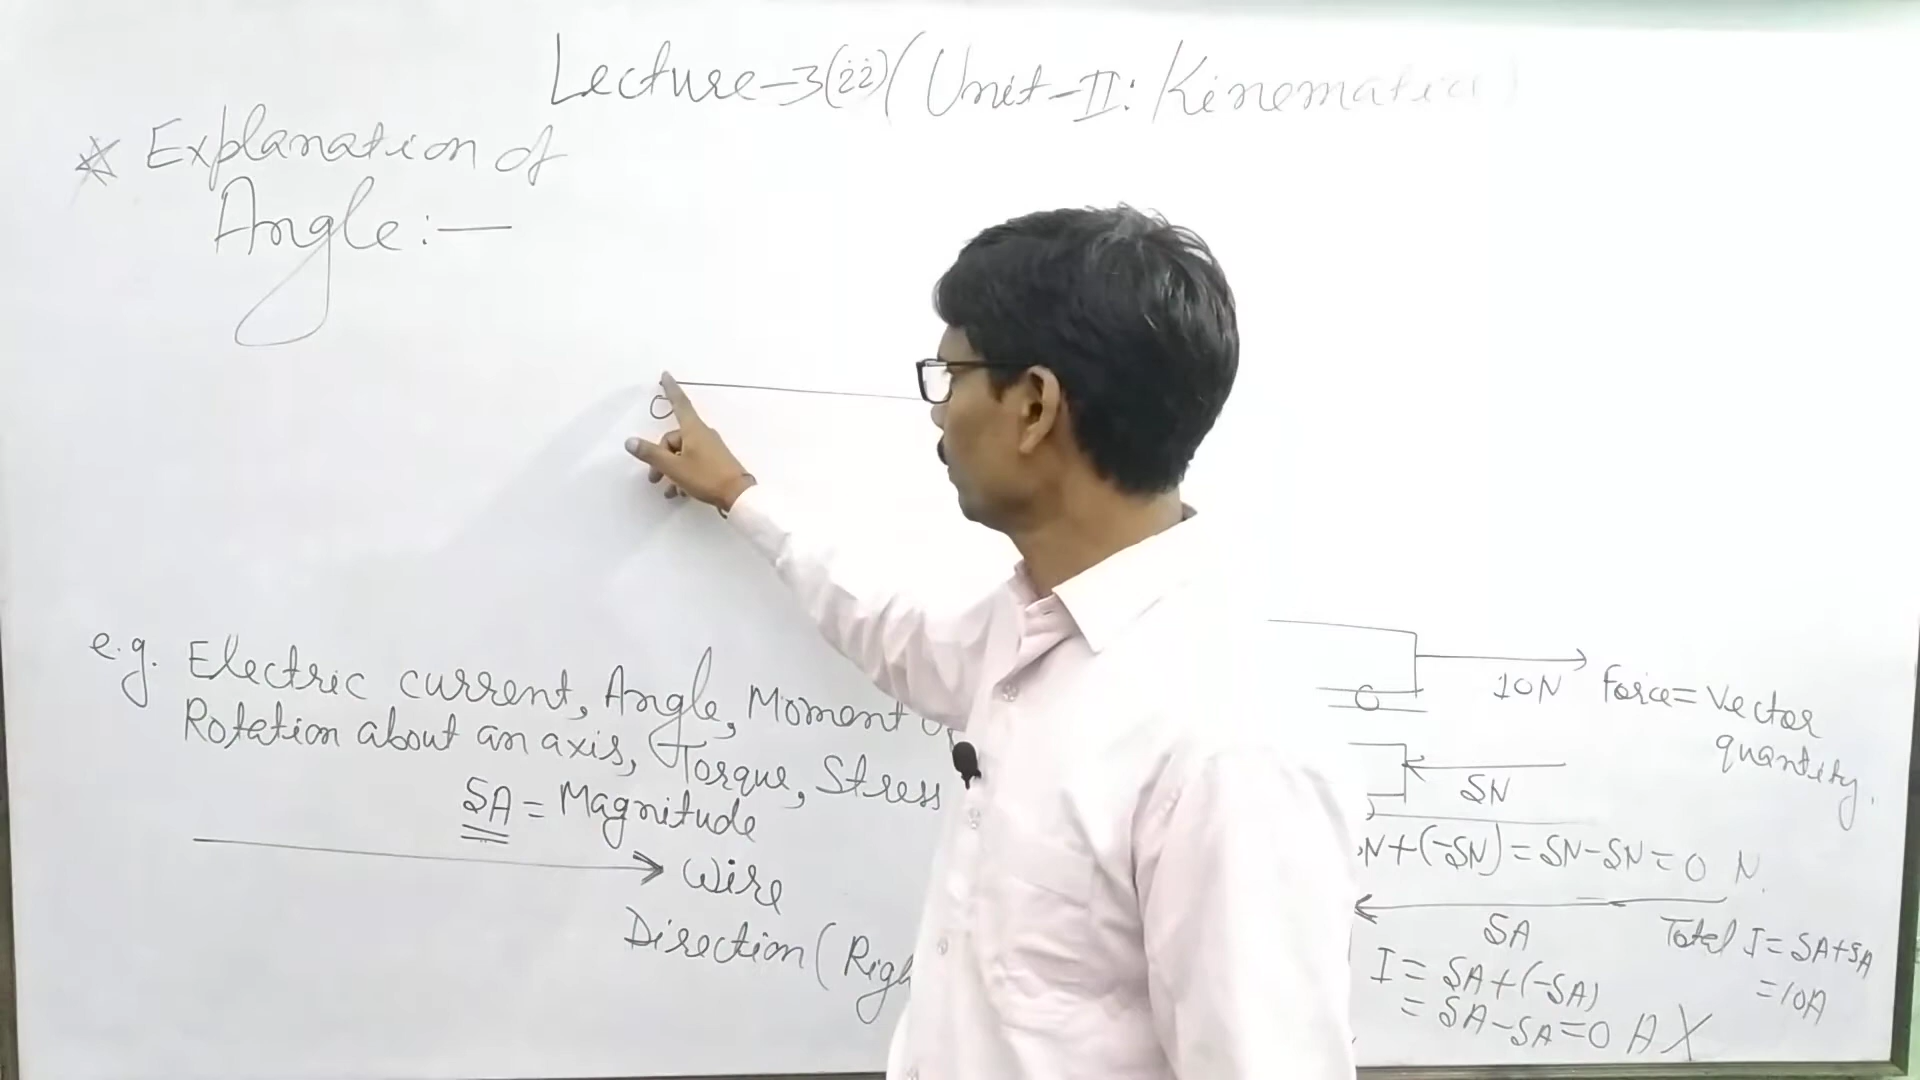 Lecture-3(ii)(Unit-II: Kinematics)
* Explanation of
Angle:—
O
e.g. Electric current, Angle, Moment
Rotation about an axis, Torque, Stress
5A = Magnitude
Wire
Direction (Righ
10N Force = Vector
quantity.
5N
N+(-5N) = 5N-5N = 0 N.
5A
Total I = 5A+5A
= 10A
I = 5A+(-5A)
= 5A-5A = 0 A X